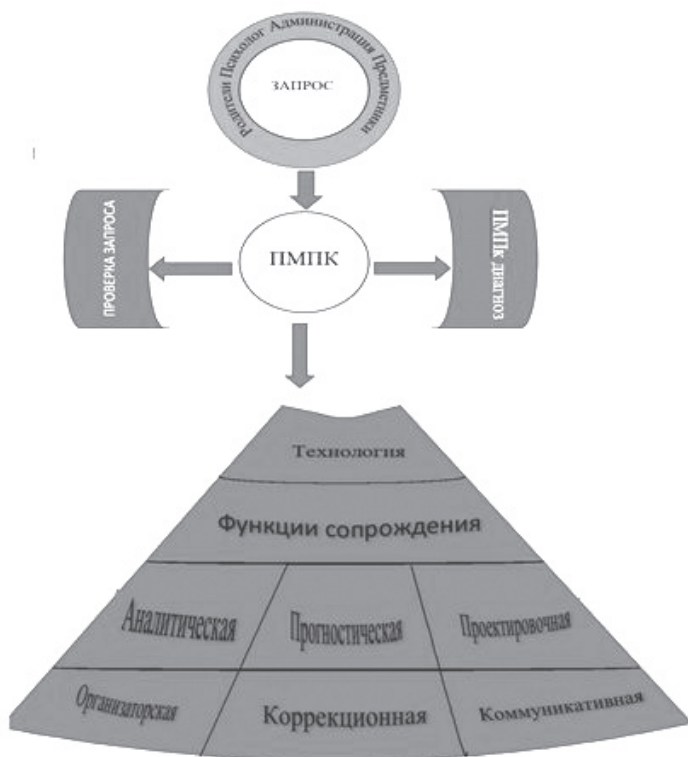 Родители Психолог Администрация Предметники
ЗАПРОС
ПРОВЕРКА ЗАПРОСА
ПМПК
ПМПк диагноз
Технология
Функции сопрождения
Аналитическая
Прогностическая
Проектировочная
Организаторская
Коррекционная
Коммуникативная